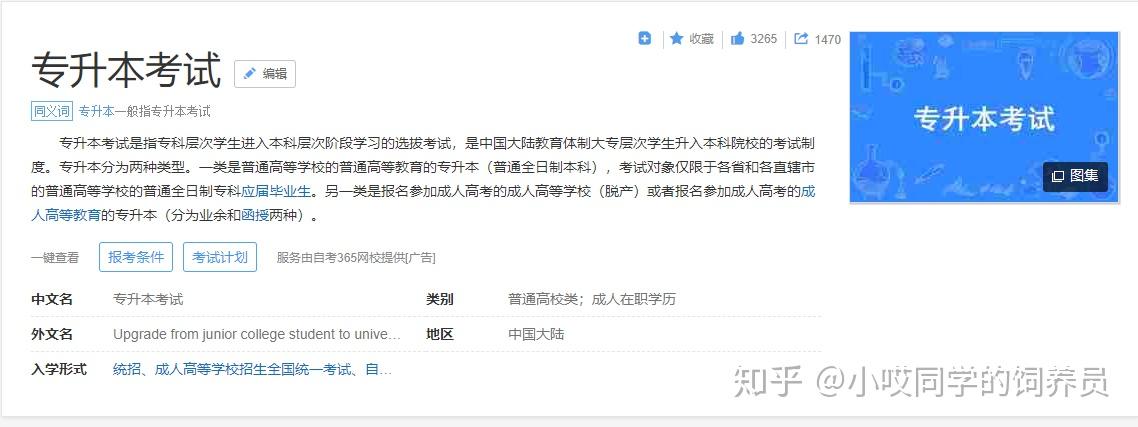 收藏 3265 1470
专升本考试 编辑
专升本考试
图集
同义词 专升本一般指专升本考试
专升本考试是指专科层次学生进入本科层次阶段学习的选拔考试，是中国大陆教育体制大专层次学生升入本科院校的考试制
度。专升本分为两种类型。一类是普通高等学校的普通高等教育的专升本（普通全日制本科），考试对象仅限于各省和各直辖市
的普通高等学校的普通全日制专科应届毕业生。另一类是报名参加成人高考的成人高等学校（脱产）或者报名参加成人高考的成
人高等教育的专升本（分为业余和函授两种）。
一键查看 报考条件 考试计划 服务由自考365网校提供[广告]
中文名 专升本考试 类别 普通高校类；成人在职学历
外文名 Upgrade from junior college student to unive... 地区 中国大陆
入学形式 统招、成人高等学校招生全国统一考试、自...
知乎 @小哎同学的饲养员